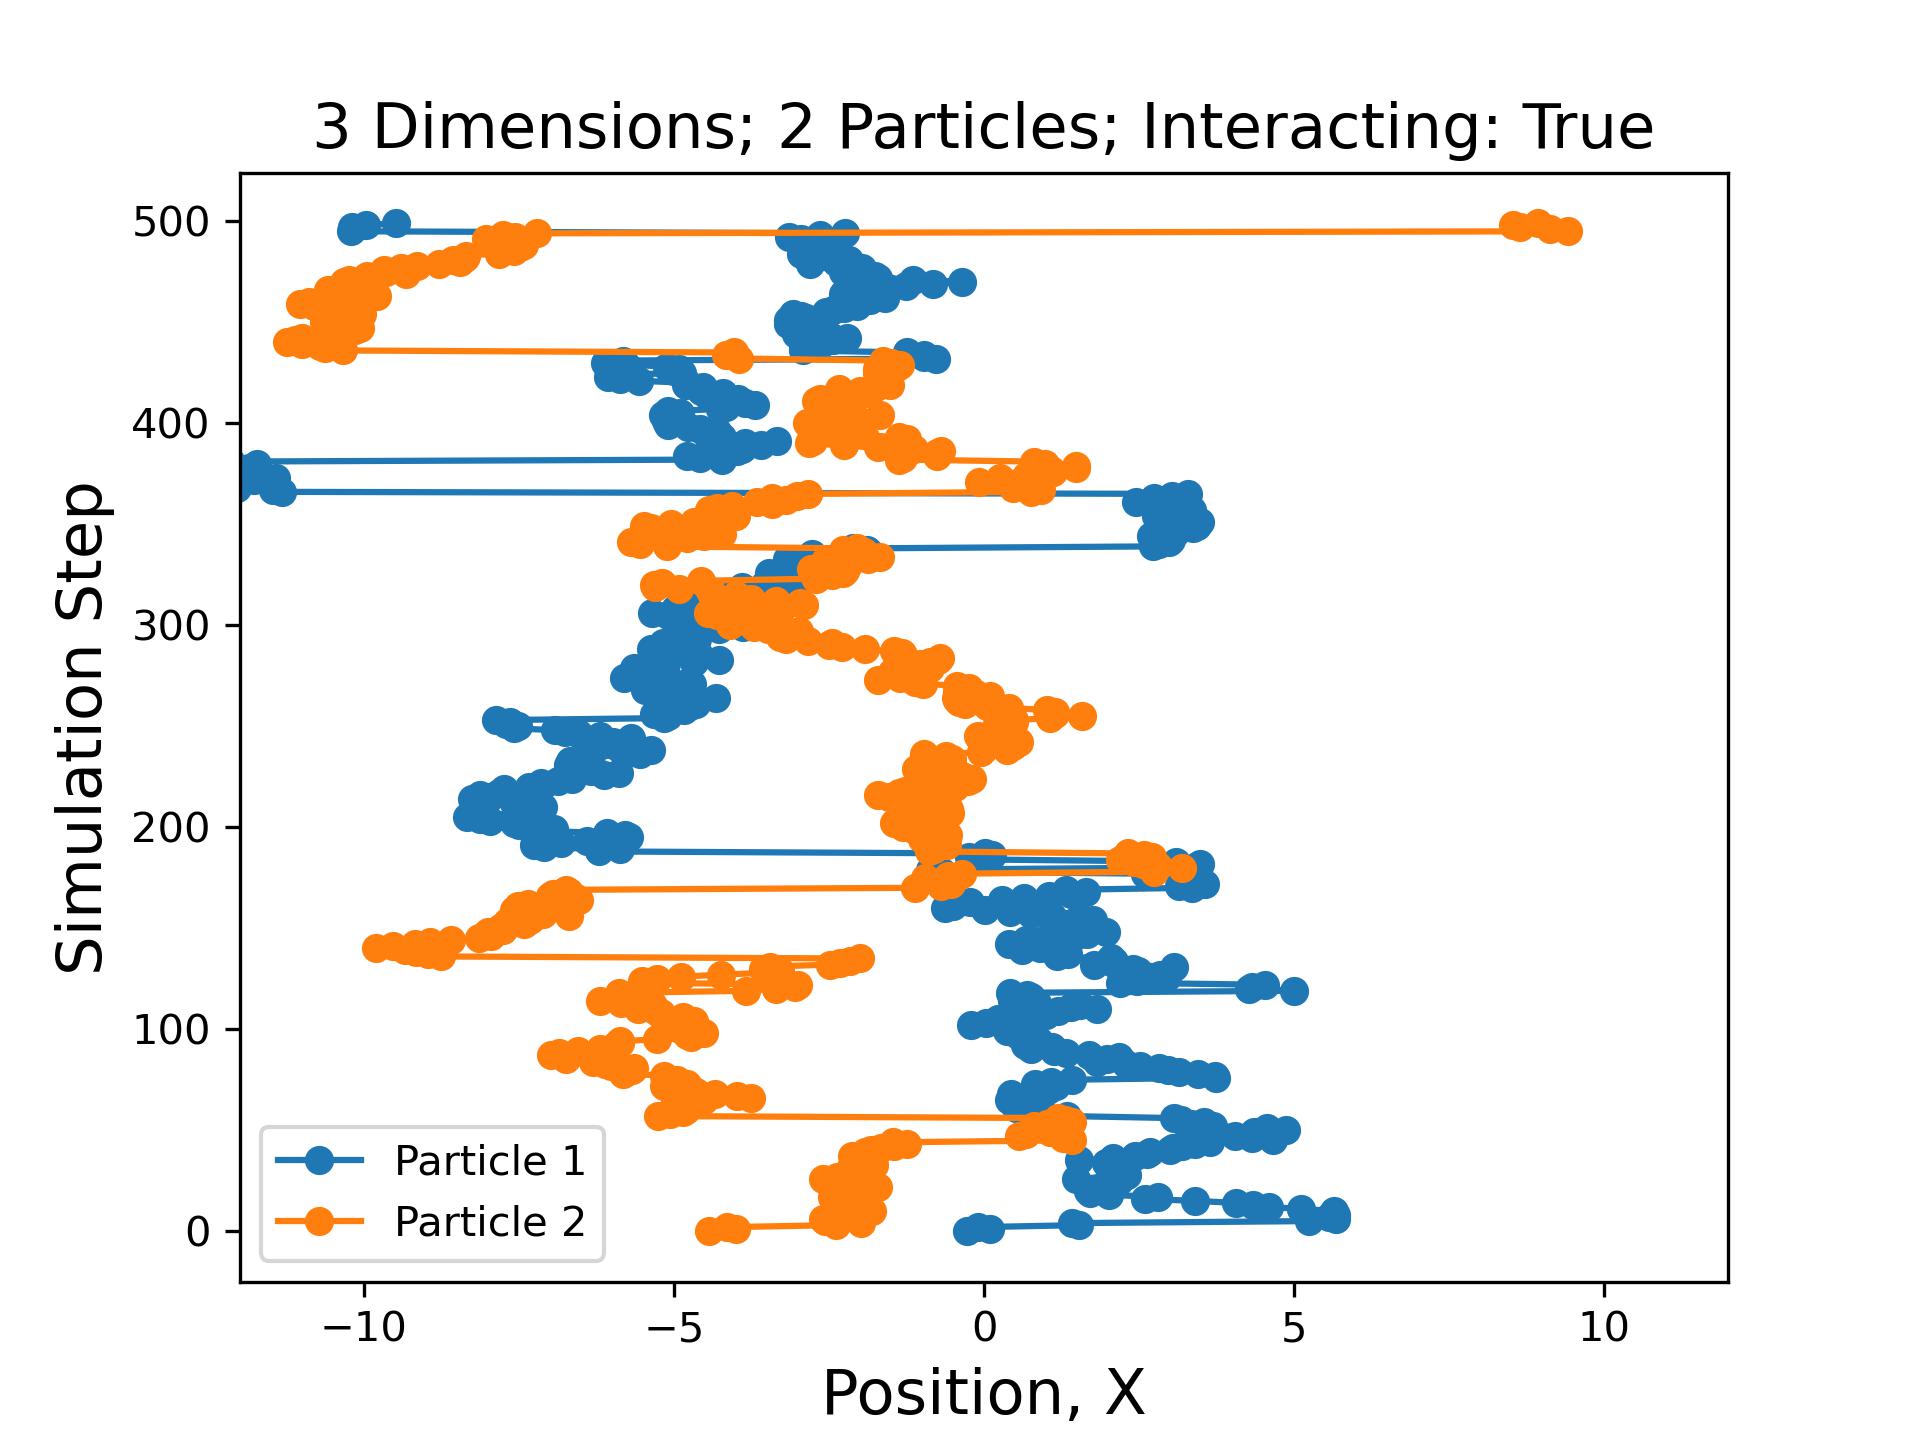 3 Dimensions; 2 Particles; Interacting: True
500
400
300
200
100
0
Simulation Step
Particle 1
Particle 2
−10
−5
0
5
10
Position, X